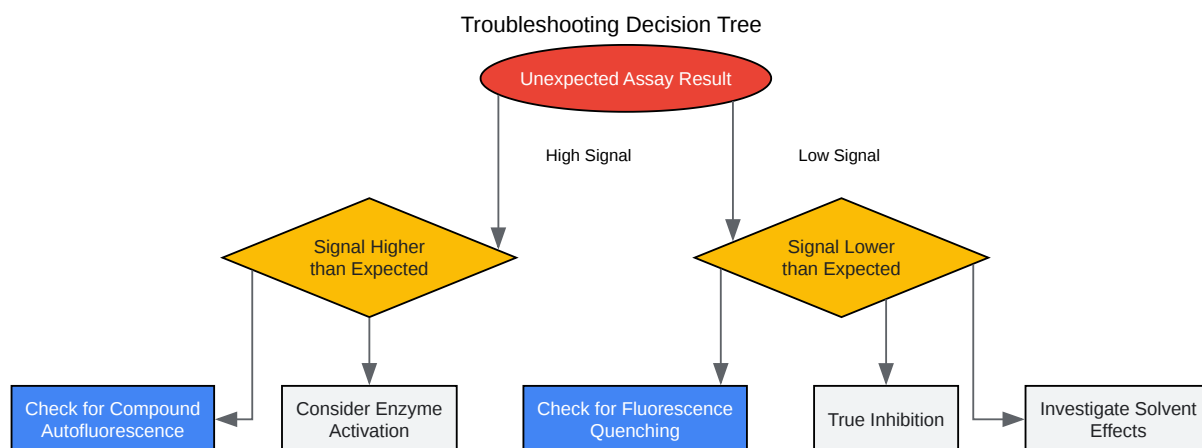 Troubleshooting Decision Tree
Unexpected Assay Result
High Signal
Low Signal
Signal Higher
than Expected
Signal Lower
than Expected
Check for Compound
Autofluorescence
Consider Enzyme
Activation
Check for Fluorescence
Quenching
True Inhibition
Investigate Solvent
Effects